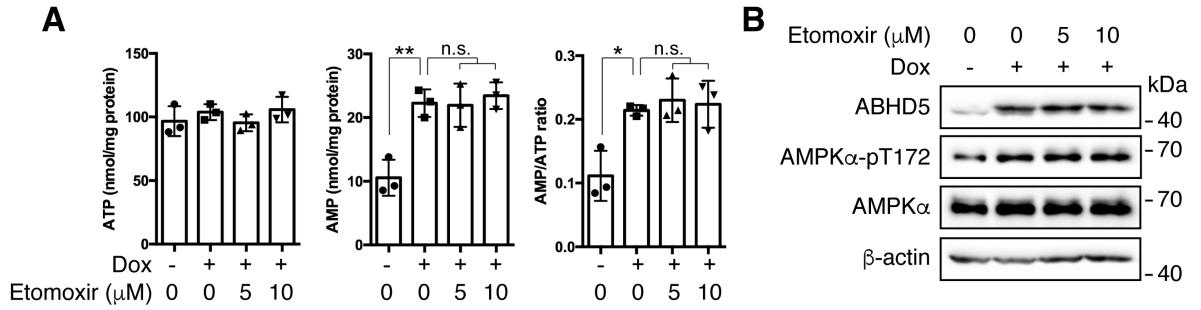 A
ATP (nmol/mg protein)
150
100
50
0
AMP (nmol/mg protein)
30
20
10
0
** n.s.
AMP/ATP ratio
0.3
0.2
0.1
0.0
* n.s.
Dox - + + + - + + + - + + +
Etomoxir (μM) 0 0 5 10 0 0 5 10 0 0 5 10
B
Etomoxir (μM) 0 0 5 10
Dox - + + +
kDa
ABHD5 - 40
AMPKα-pT172 - 70
AMPKα - 70
β-actin - 40